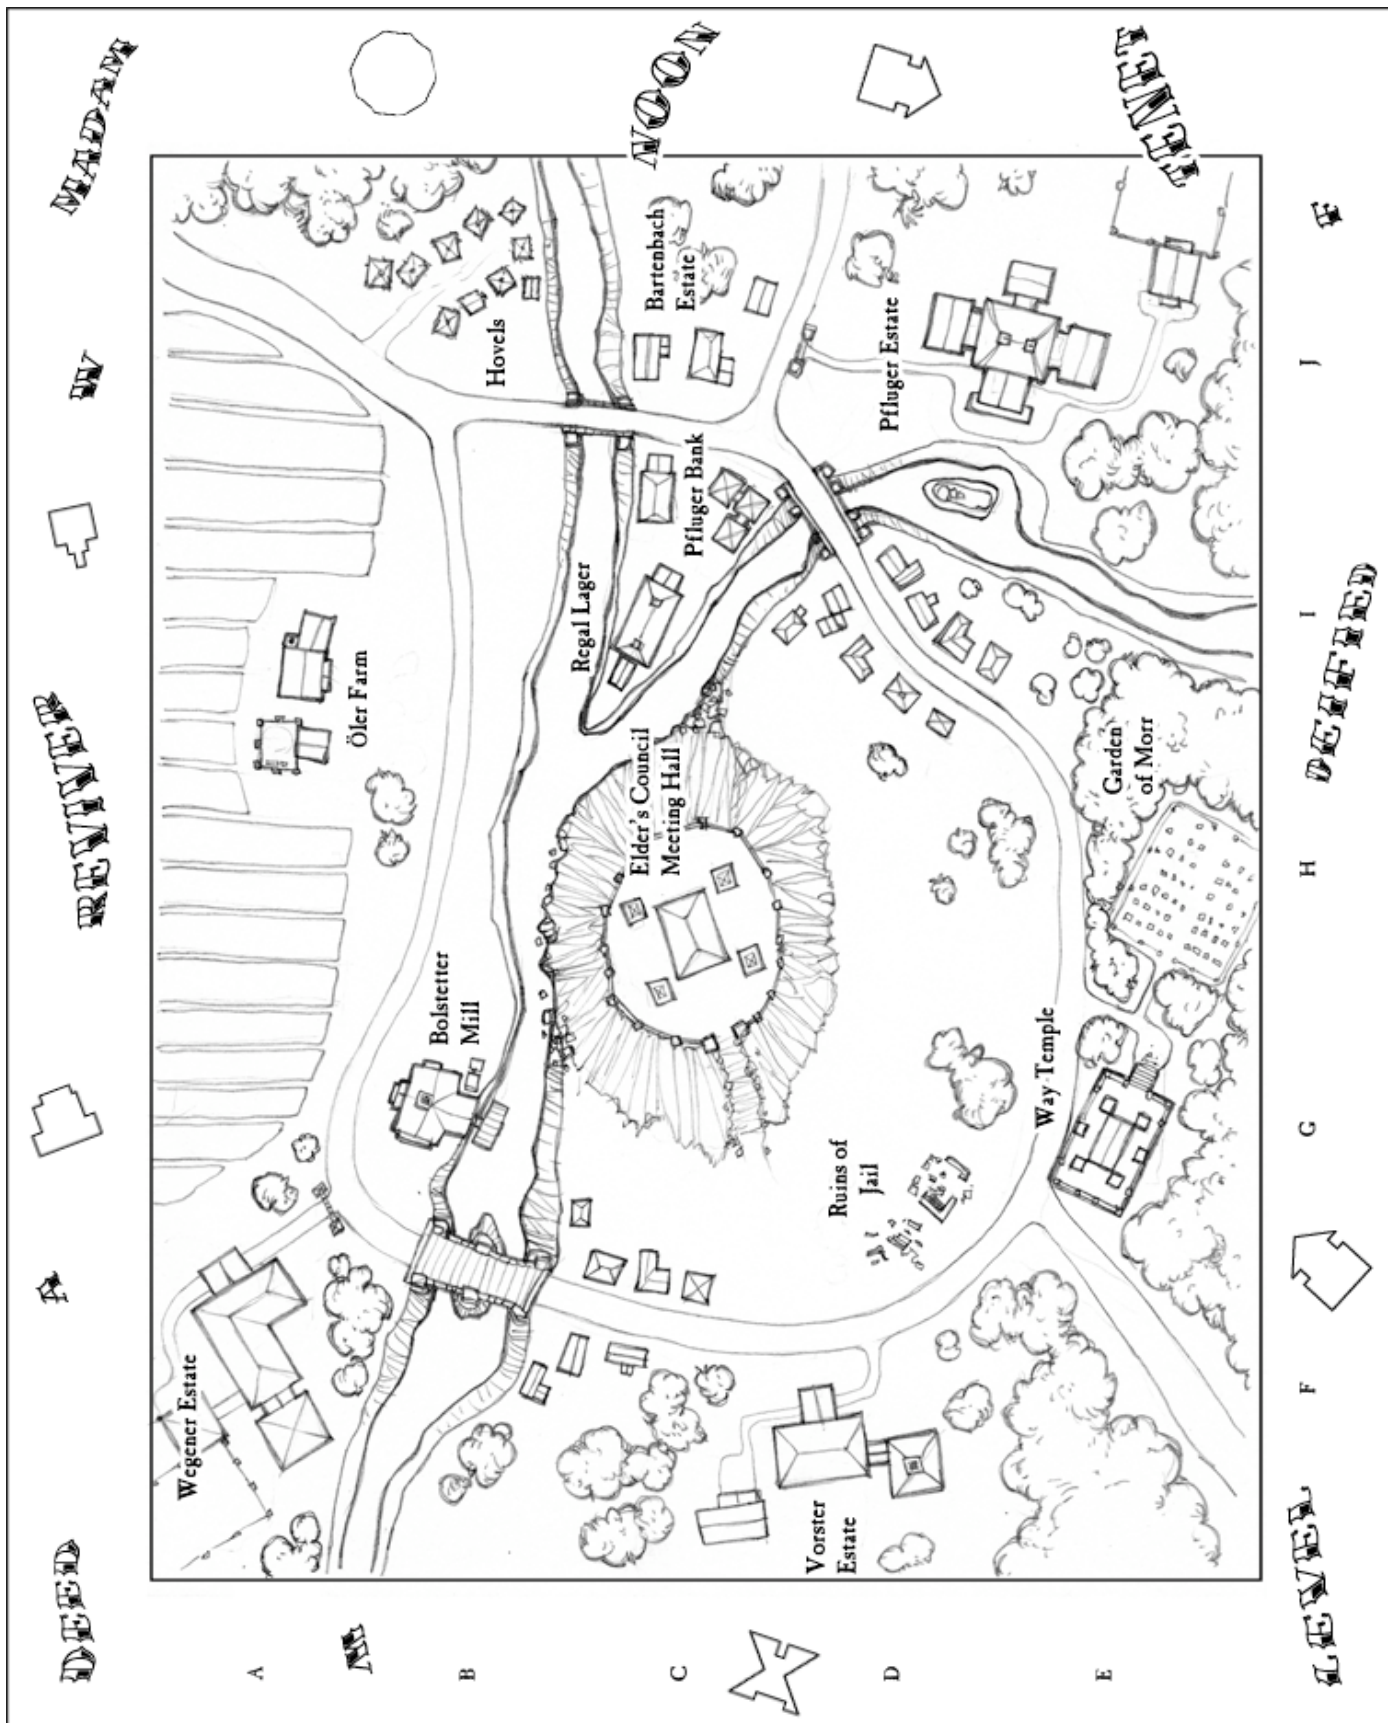 DEED
A
REVIVER
MADAM
A
Wegener Estate
Öler Farm
B
Bolstetter
Mill
Hovels
Regal Lager
C
Elder's Council
Meeting Hall
Pfluger Bank
Bartenbach
Estate
NOON
Vorster
Estate
Ruins of
Jail
D
Pfluger Estate
Way Temple
Garden
of Morr
E
TENET
F
G
H
I
J
LEVEL
DEIFIED
F